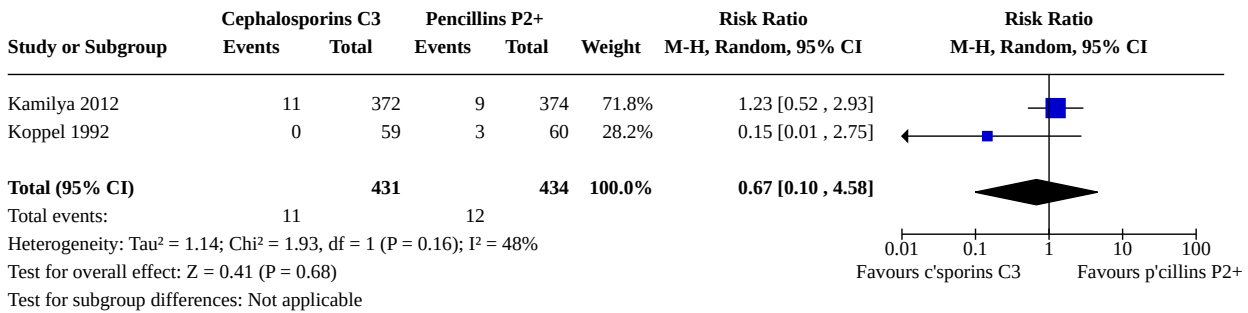 Cephalosporins C3 Pencillins P2+ Risk Ratio Risk Ratio
Study or Subgroup Events Total Events Total Weight M-H, Random, 95% CI M-H, Random, 95% CI
Kamilya 2012 11 372 9 374 71.8% 1.23 [0.52 , 2.93]
Koppel 1992 0 59 3 60 28.2% 0.15 [0.01 , 2.75]
Total (95% CI) 431 434 100.0% 0.67 [0.10 , 4.58]
Total events: 11 12
Heterogeneity: Tau² = 1.14; Chi² = 1.93, df = 1 (P = 0.16); I² = 48% 0.01 0.1 1 10 100
Test for overall effect: Z = 0.41 (P = 0.68) Favours c'sporins C3 Favours p'cillins P2+
Test for subgroup differences: Not applicable